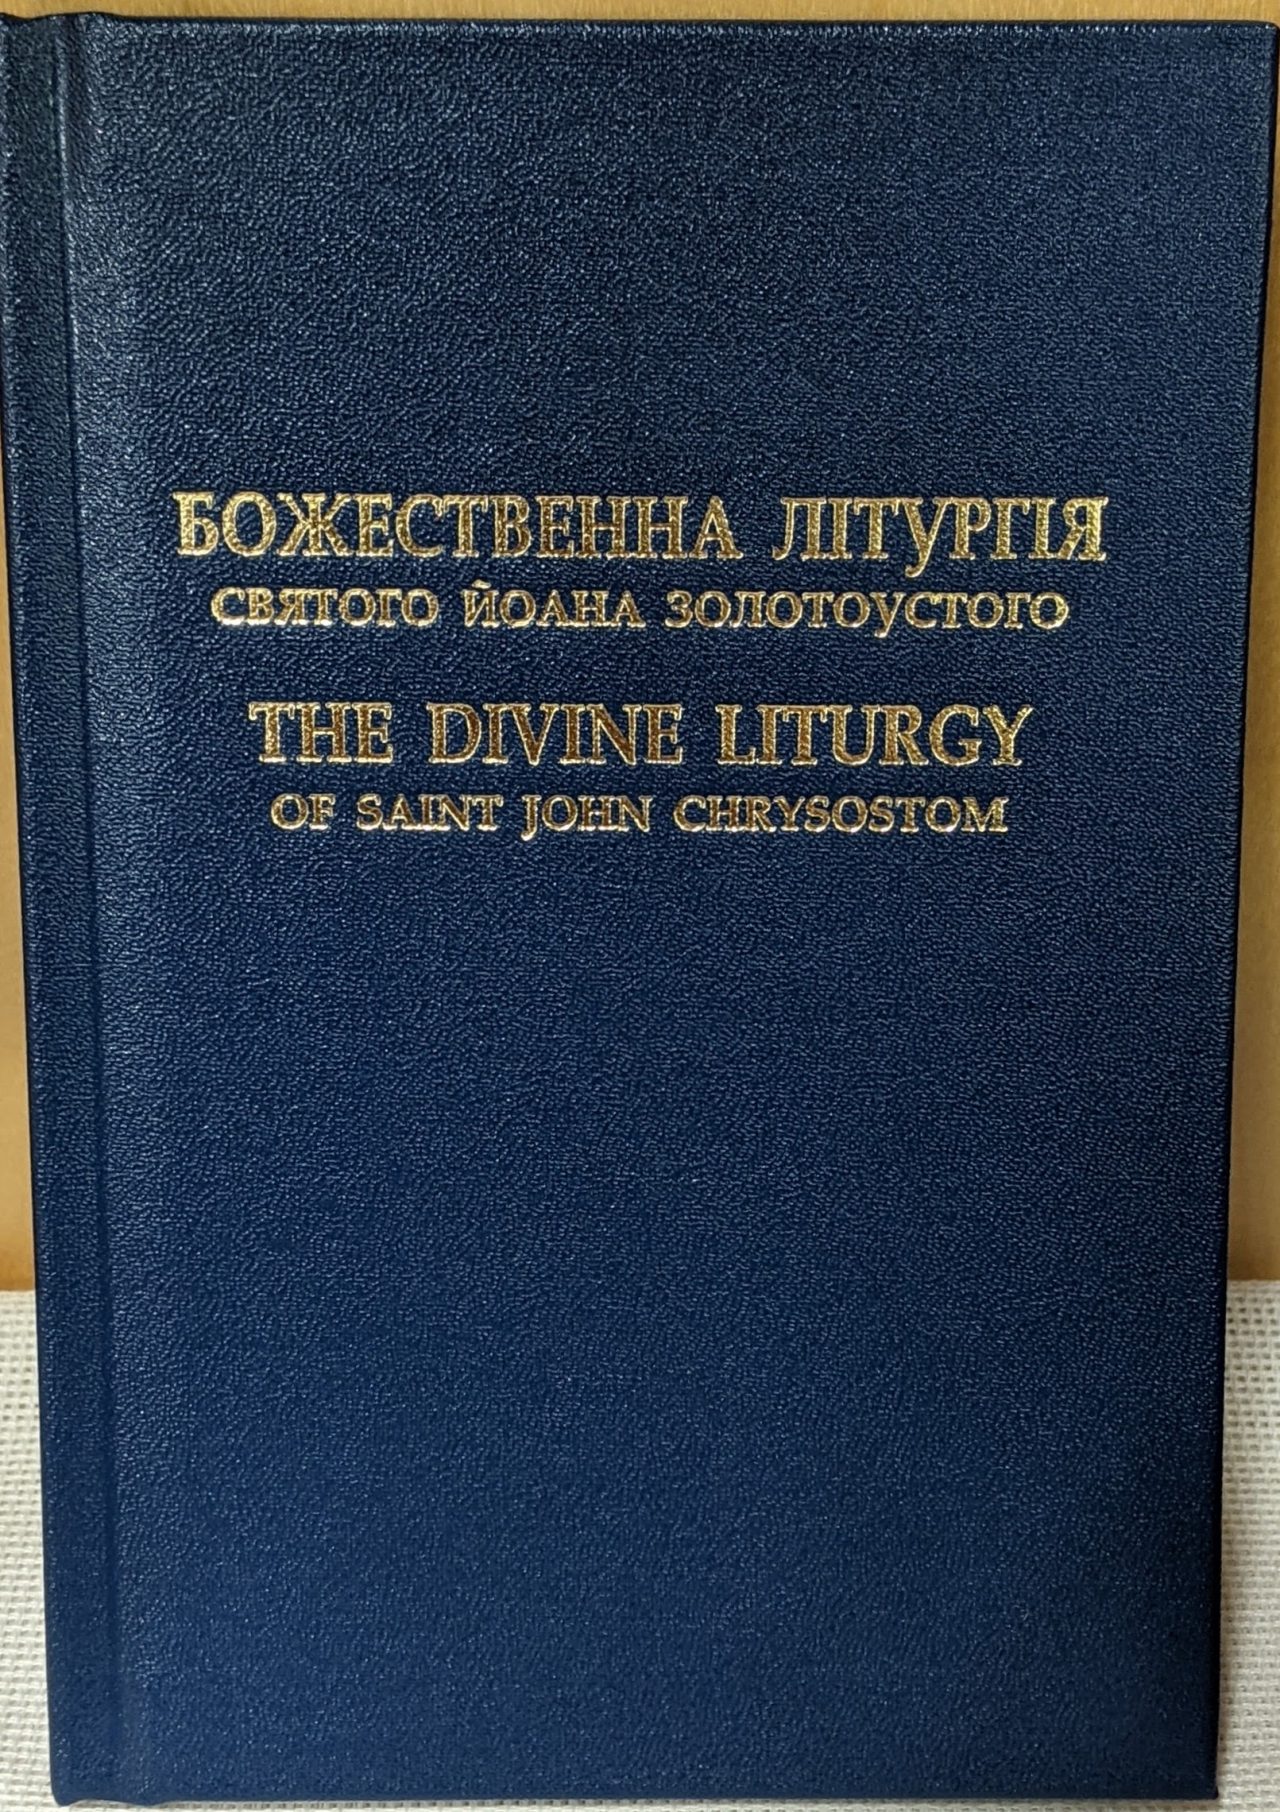 БОЖЕСТВЕННА ЛІТУРГІЯ
СВЯТОГО ЙОАНА ЗОЛОТОУСТОГО
THE DIVINE LITURGY
OF SAINT JOHN CHRYSOSTOM